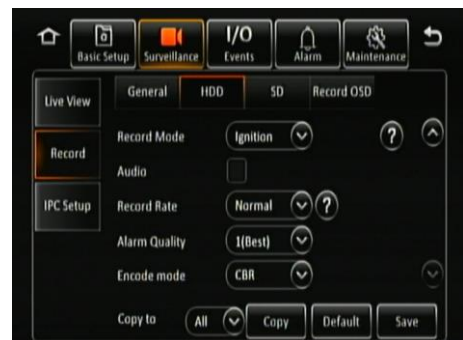 Basic Setup Surveillance I/O Events Alarm Maintenance
Live View General HDD SD Record OSD
Record Mode Ignition ?
Record
Audio
IPC Setup Record Rate Normal ?
Alarm Quality 1(Best)
Encode mode CBR
Copy to All Copy Default Save